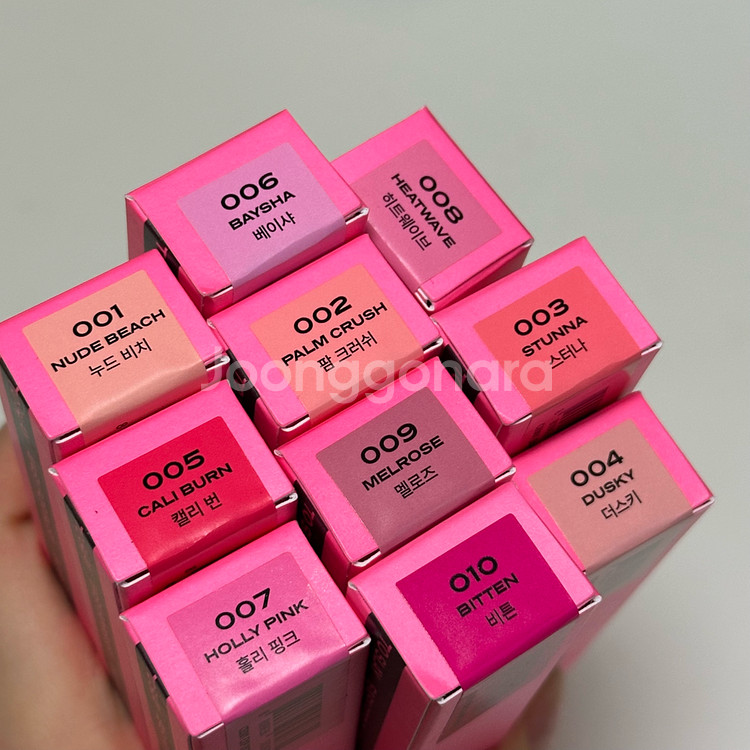 006
BAYSHA
베이샤
008
HEATWAVE
히트웨이브
001
NUDE BEACH
누드 비치
002
PALM CRUSH
팜 크러쉬
003
STUNNA
스터나
Joonggonara
005
CALI BURN
캘리 번
009
MELROSE
멜로즈
004
DUSKY
더스키
007
HOLLY PINK
홀리 핑크
010
BITTEN
비튼